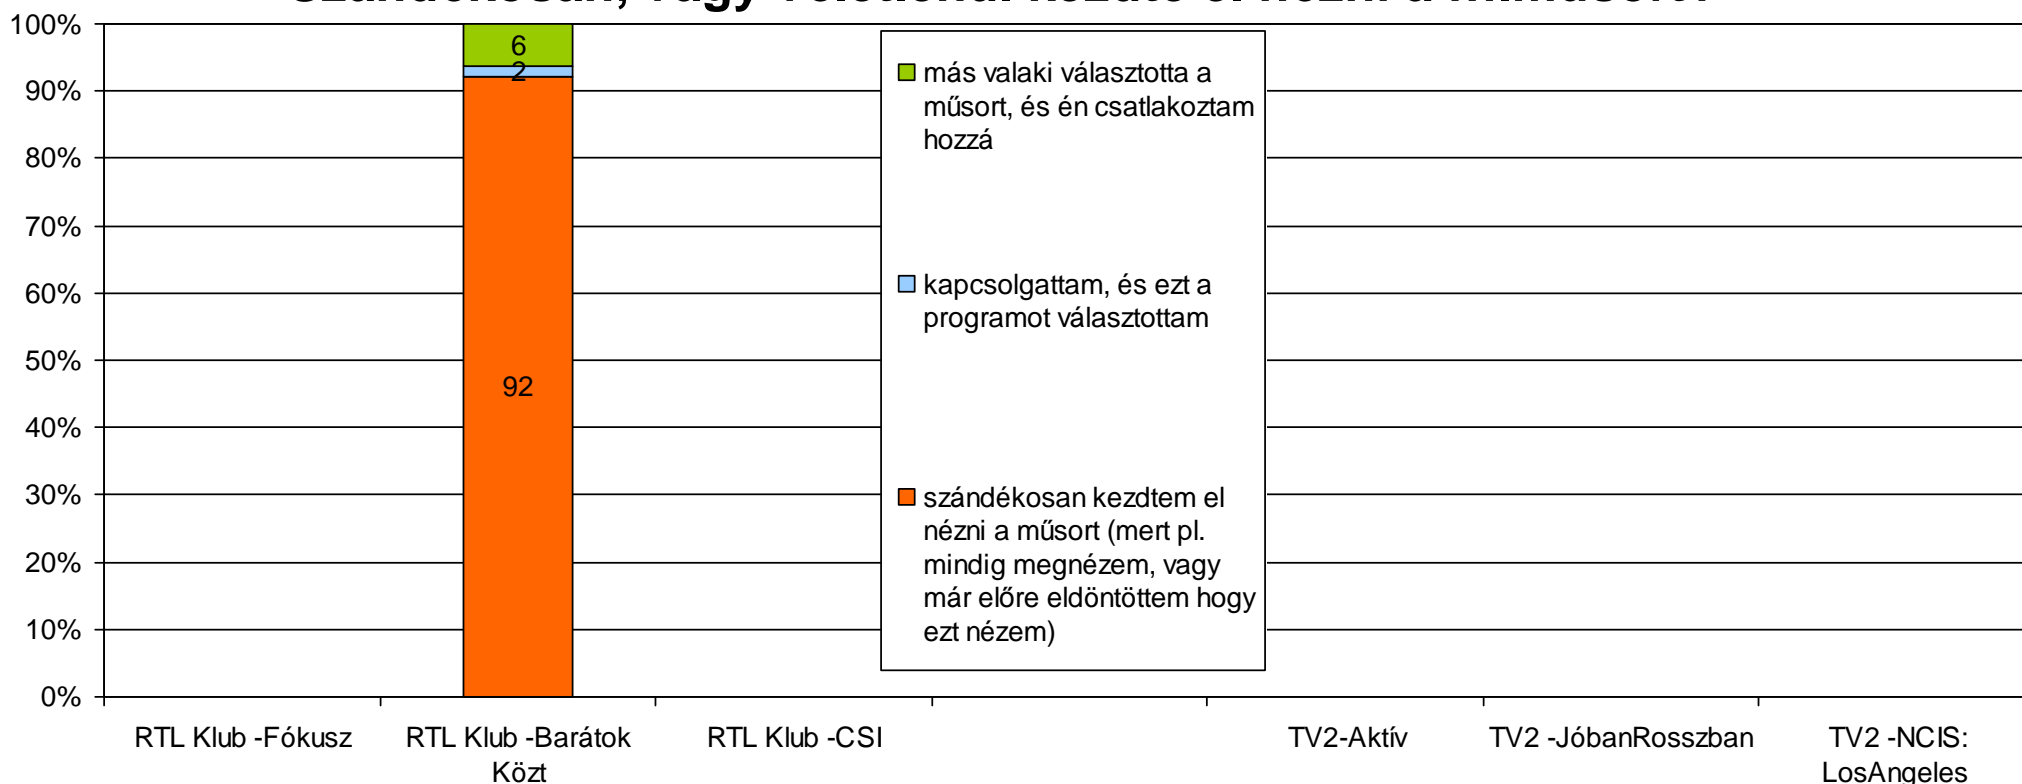 100%
90%
80%
70%
60%
50%
40%
30%
20%
10%
0%
6
2
92
más valaki választotta a
műsort, és én csatlakoztam
hozzá
kapcsolgattam, és ezt a
programot választottam
szándékosan kezdtem el
nézni a műsort (mert pl.
mindig megnézem, vagy
már előre eldöntöttem hogy
ezt nézem)
RTL Klub -Fókusz
RTL Klub -Barátok
Közt
RTL Klub -CSI
TV2-Aktív
TV2 -JóbanRosszban
TV2 -NCIS:
LosAngeles